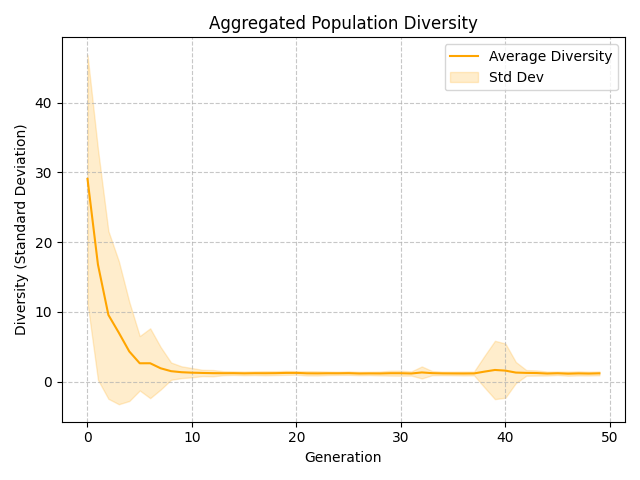 Aggregated Population Diversity
Average Diversity
Std Dev
Diversity (Standard Deviation)
40
30
20
10
0
0 10 20 30 40 50
Generation